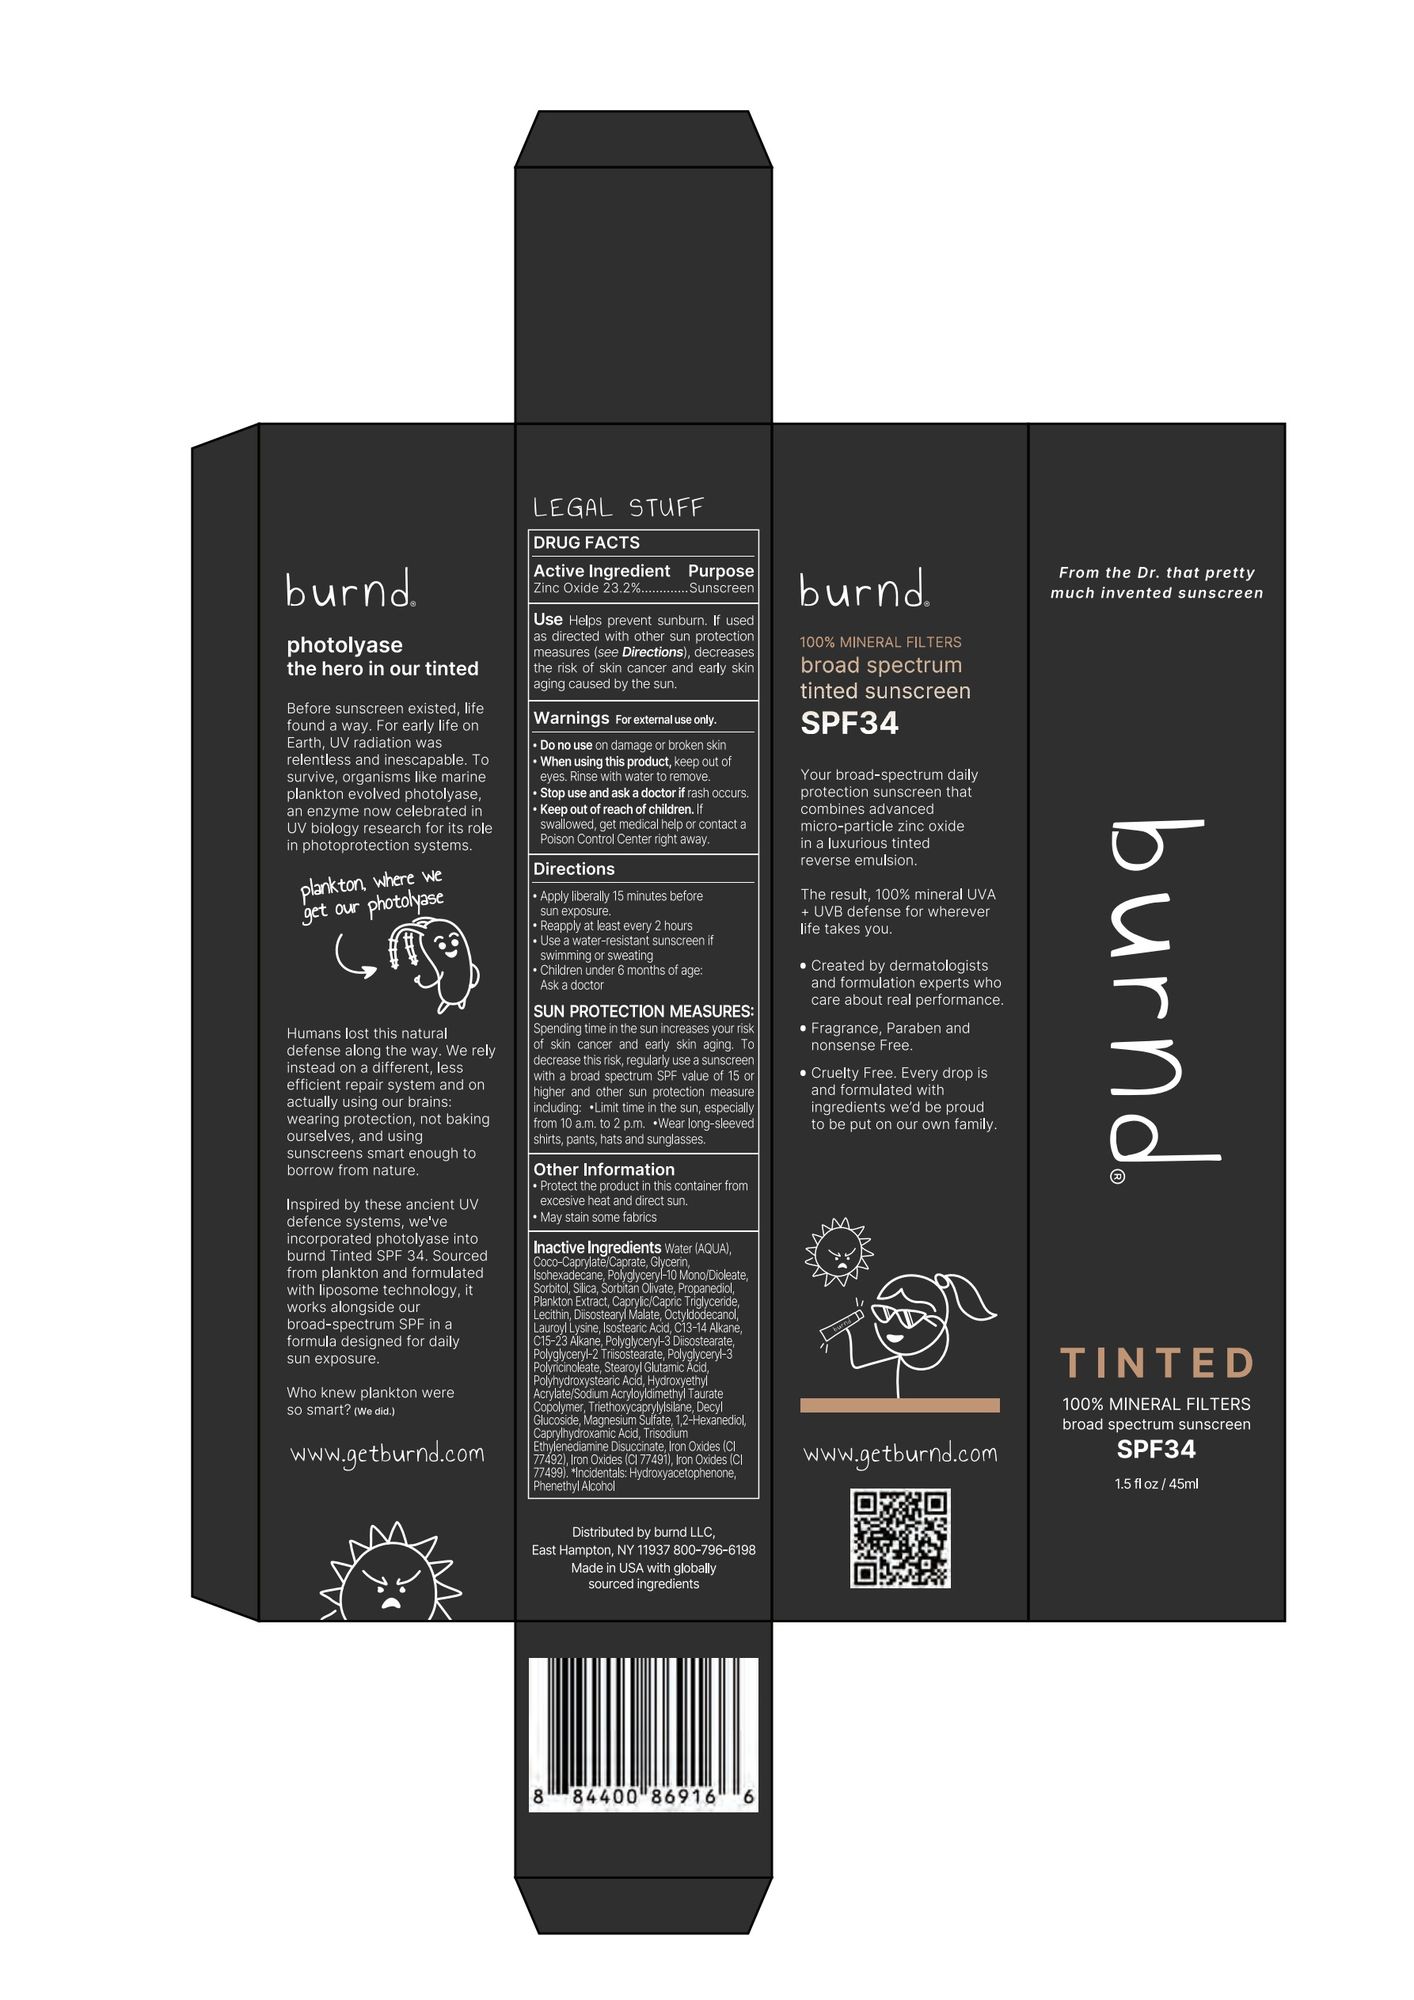 burnd®
photolyase
the hero in our tinted
Before sunscreen existed, life
found a way. For early life on
Earth, UV radiation was
relentless and inescapable. To
survive, organisms like marine
plankton evolved photolyase,
an enzyme now celebrated in
UV biology research for its role
in photoprotection systems.
plankton, where we
get our photolyase
Humans lost this natural
defense along the way. We rely
instead on a different, less
efficient repair system and on
actually using our brains:
wearing protection, not baking
ourselves, and using
sunscreens smart enough to
borrow from nature.
Inspired by these ancient UV
defence systems, we've
incorporated photolyase into
burnd Tinted SPF 34. Sourced
from plankton and formulated
with liposome technology, it
works alongside our
broad-spectrum SPF in a
formula designed for daily
sun exposure.
Who knew plankton were
so smart? (We did.)
www.getburnd.com
LEGAL STUFF
DRUG FACTS
Active Ingredient Purpose
Zinc Oxide 23.2%............Sunscreen
Use Helps prevent sunburn. If used
as directed with other sun protection
measures (see Directions), decreases
the risk of skin cancer and early skin
aging caused by the sun.
Warnings For external use only.
• Do no use on damage or broken skin
• When using this product, keep out of
eyes. Rinse with water to remove.
• Stop use and ask a doctor if rash occurs.
• Keep out of reach of children. If
swallowed, get medical help or contact a
Poison Control Center right away.
Directions
• Apply liberally 15 minutes before
sun exposure.
• Reapply at least every 2 hours
• Use a water-resistant sunscreen if
swimming or sweating
• Children under 6 months of age:
Ask a doctor
SUN PROTECTION MEASURES:
Spending time in the sun increases your risk
of skin cancer and early skin aging. To
decrease this risk, regularly use a sunscreen
with a broad spectrum SPF value of 15 or
higher and other sun protection measure
including: •Limit time in the sun, especially
from 10 a.m. to 2 p.m. •Wear long-sleeved
shirts, pants, hats and sunglasses.
Other Information
• Protect the product in this container from
excesive heat and direct sun.
• May stain some fabrics
Inactive Ingredients Water (AQUA),
Coco-Caprylate/Caprate, Glycerin,
Isohexadecane, Polyglyceryl-10 Mono/Dioleate,
Sorbitol, Silica, Sorbitan Olivate, Propanediol,
Plankton Extract, Caprylic/Capric Triglyceride,
Lecithin, Diisostearyl Malate, Octyldodecanol,
Lauroyl Lysine, Isostearic Acid, C13-14 Alkane,
C15-23 Alkane, Polyglyceryl-3 Diisostearate,
Polyglyceryl-2 Triisostearate, Polyglyceryl-3
Polyricinoleate, Stearoyl Glutamic Acid,
Polyhydroxystearic Acid, Hydroxyethyl
Acrylate/Sodium Acryloyldimethyl Taurate
Copolymer, Triethoxycaprylylsilane, Decyl
Glucoside, Magnesium Sulfate, 1,2-Hexanediol,
Caprylhydroxamic Acid, Trisodium
Ethylenediamine Disuccinate, Iron Oxides (CI
77492), Iron Oxides (CI 77491), Iron Oxides (CI
77499). *Incidentals: Hydroxyacetophenone,
Phenethyl Alcohol
Distributed by burnd LLC,
East Hampton, NY 11937 800-796-6198
Made in USA with globally
sourced ingredients
8 84400 86916 6
burnd®
100% MINERAL FILTERS
broad spectrum
tinted sunscreen
SPF34
Your broad-spectrum daily
protection sunscreen that
combines advanced
micro-particle zinc oxide
in a luxurious tinted
reverse emulsion.
The result, 100% mineral UVA
+ UVB defense for wherever
life takes you.
• Created by dermatologists
and formulation experts who
care about real performance.
• Fragrance, Paraben and
nonsense Free.
• Cruelty Free. Every drop is
and formulated with
ingredients we'd be proud
to be put on our own family.
burnd
www.getburnd.com
From the Dr. that pretty
much invented sunscreen
burnd®
TINTED
100% MINERAL FILTERS
broad spectrum sunscreen
SPF34
1.5 fl oz / 45ml